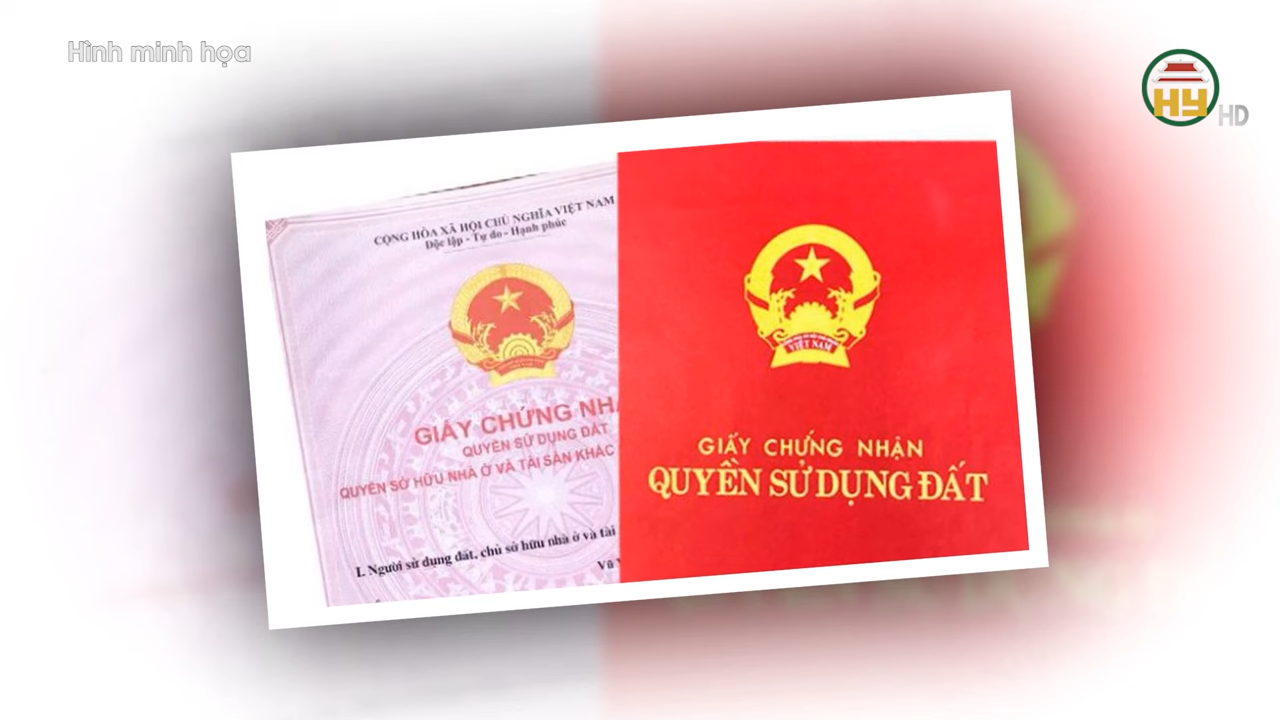 Hình minh họa
HY
HD
CỘNG HÒA XÃ HỘI CHỦ NGHĨA VIỆT NAM
Độc lập - Tự do - Hạnh phúc
GIẤY CHỨNG NHẬ
QUYỀN SỬ DỤNG ĐẤT
QUYỀN SỞ HỮU NHÀ Ở VÀ TÀI SẢN KHÁC
I. Người sử dụng đất, chủ sở hữu nhà ở và tài
Vũ
VIỆT NAM
GIẤY CHỨNG NHẬN
QUYỀN SỬ DỤNG ĐẤT